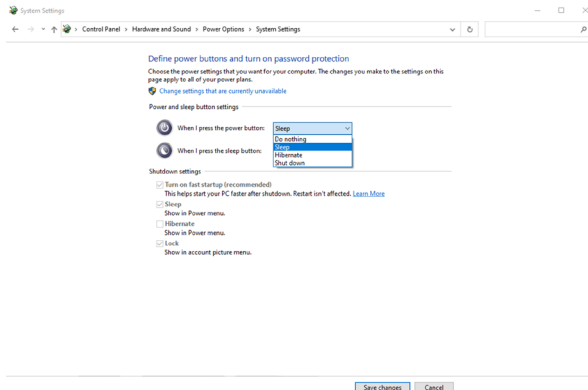 System Settings
Control Panel > Hardware and Sound > Power Options > System Settings
Define power buttons and turn on password protection
Choose the power settings that you want for your computer. The changes you make to the settings on this
page apply to all of your power plans.
Change settings that are currently unavailable
Power and sleep button settings
When I press the power button: Sleep
Do nothing
Sleep
When I press the sleep button:
Hibernate
Shut down
Shutdown settings
Turn on fast startup (recommended)
This helps start your PC faster after shutdown. Restart isn't affected. Learn More
Sleep
Show in Power menu.
Hibernate
Show in Power menu.
Lock
Show in account picture menu.
Save changes Cancel